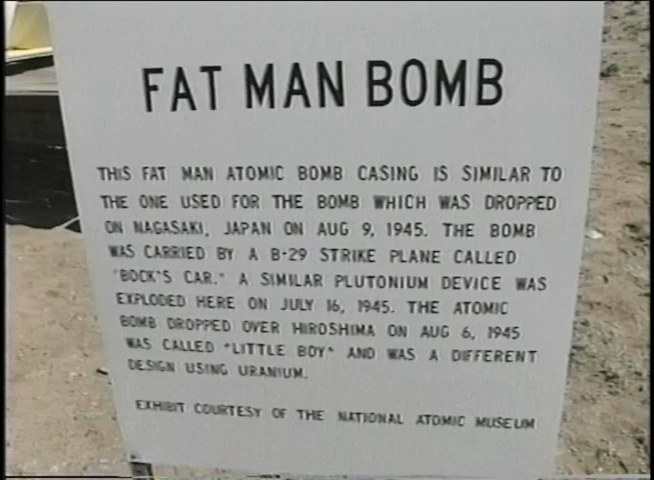 FAT MAN BOMB
THIS FAT MAN ATOMIC BOMB CASING IS SIMILAR TO
THE ONE USED FOR THE BOMB WHICH WAS DROPPED
ON NAGASAKI, JAPAN ON AUG 9, 1945. THE BOMB
WAS CARRIED BY A B-29 STRIKE PLANE CALLED
"BOCK'S CAR." A SIMILAR PLUTONIUM DEVICE WAS
EXPLODED HERE ON JULY 16, 1945. THE ATOMIC
BOMB DROPPED OVER HIROSHIMA ON AUG 6, 1945
WAS CALLED "LITTLE BOY" AND WAS A DIFFERENT
DESIGN USING URANIUM.
EXHIBIT COURTESY OF THE NATIONAL ATOMIC MUSEUM